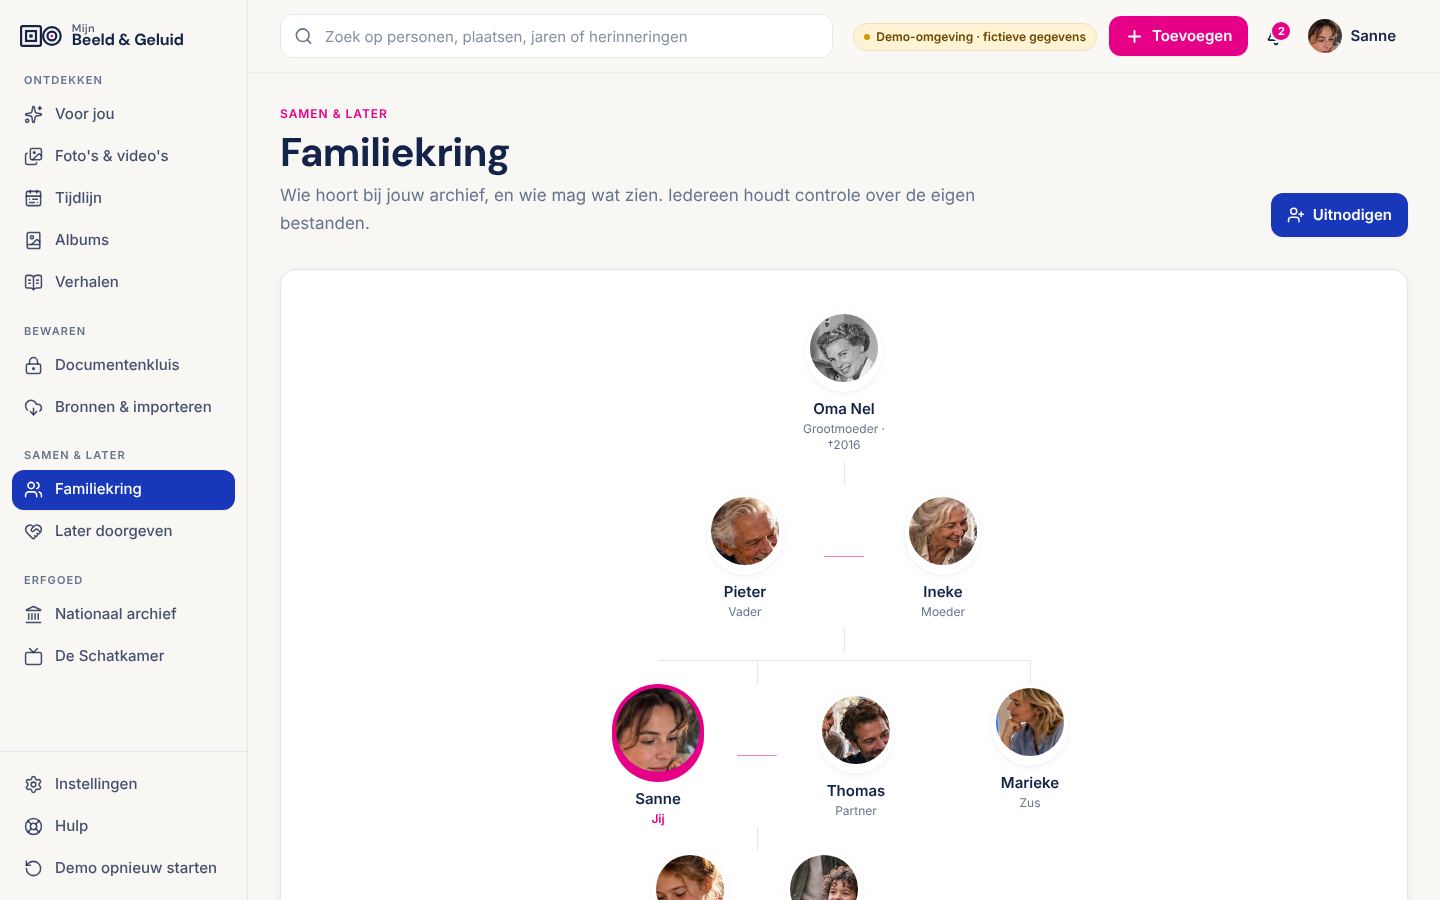 Mijn
Beeld & Geluid
ONTDEKKEN
Voor jou
Foto's & video's
Tijdlijn
Albums
Verhalen
BEWAREN
Documentenkluis
Bronnen & importeren
SAMEN & LATER
Familiekring
Later doorgeven
ERFGOED
Nationaal archief
De Schatkamer
Instellingen
Hulp
Demo opnieuw starten
Zoek op personen, plaatsen, jaren of herinneringen
Demo-omgeving · fictieve gegevens
Toevoegen
2
Sanne
SAMEN & LATER
Familiekring
Wie hoort bij jouw archief, en wie mag wat zien. Iedereen houdt controle over de eigen
bestanden.
Uitnodigen
Oma Nel
Grootmoeder ·
†2016
Pieter
Vader
Ineke
Moeder
Sanne
Jij
Thomas
Partner
Marieke
Zus